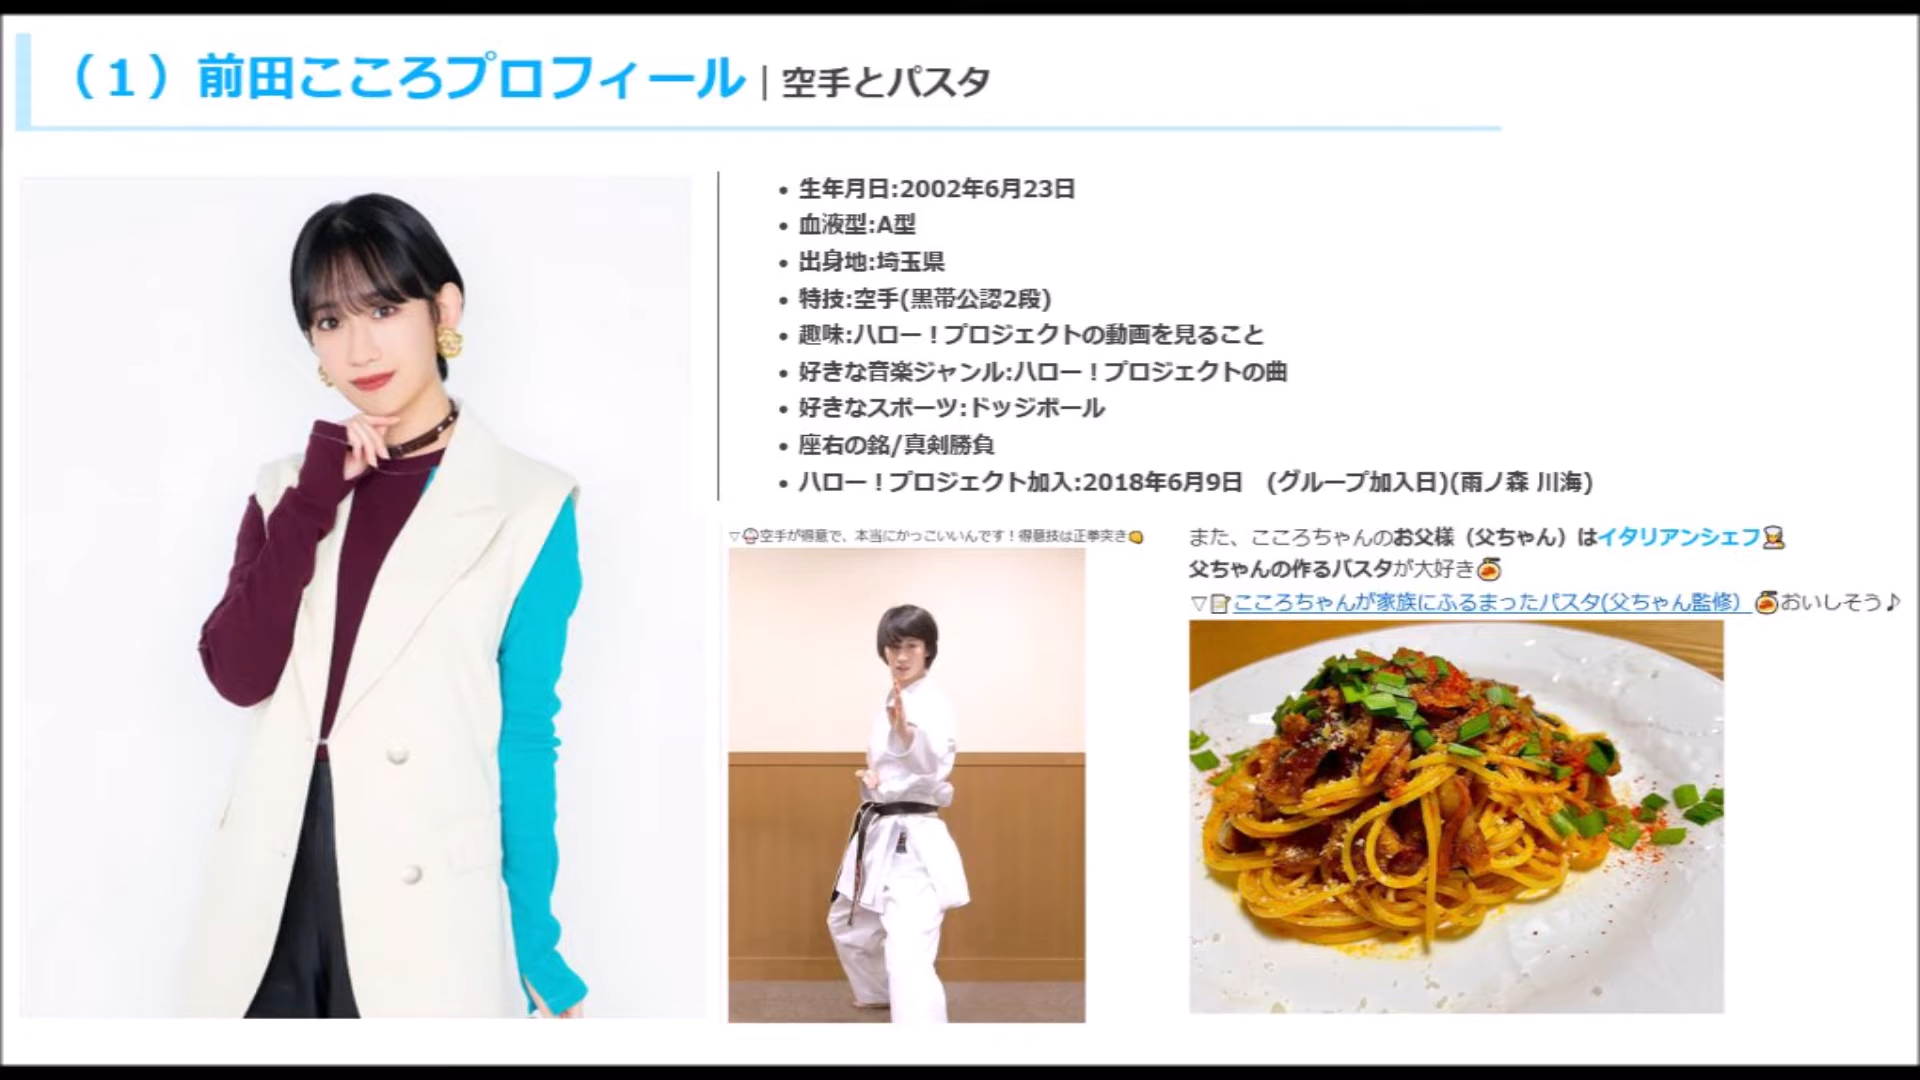 （１）前田こころプロフィール | 空手とパスタ
• 生年月日:2002年6月23日
• 血液型:A型
• 出身地:埼玉県
• 特技:空手(黒帯公認2段)
• 趣味:ハロー！プロジェクトの動画を見ること
• 好きな音楽ジャンル:ハロー！プロジェクトの曲
• 好きなスポーツ:ドッジボール
• 座右の銘/真剣勝負
• ハロー！プロジェクト加入:2018年6月9日　(グループ加入日)(雨ノ森 川海)
▽🥋空手が得意で、本当にかっこいいんです！得意技は正拳突き👊
また、こころちゃんのお父様（父ちゃん）はイタリアンシェフ👨‍🍳
父ちゃんの作るパスタが大好き🍝
▽📝こころちゃんが家族にふるまったパスタ(父ちゃん監修）🍝おいしそう♪